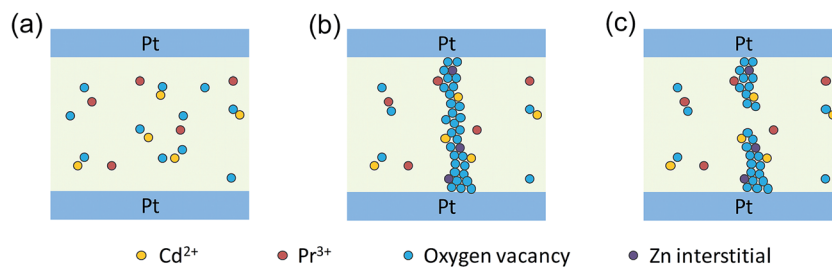 (a) (b) (c)
Pt Pt Pt
Pt Pt Pt
Cd²⁺ Pr³⁺ Oxygen vacancy Zn interstitial